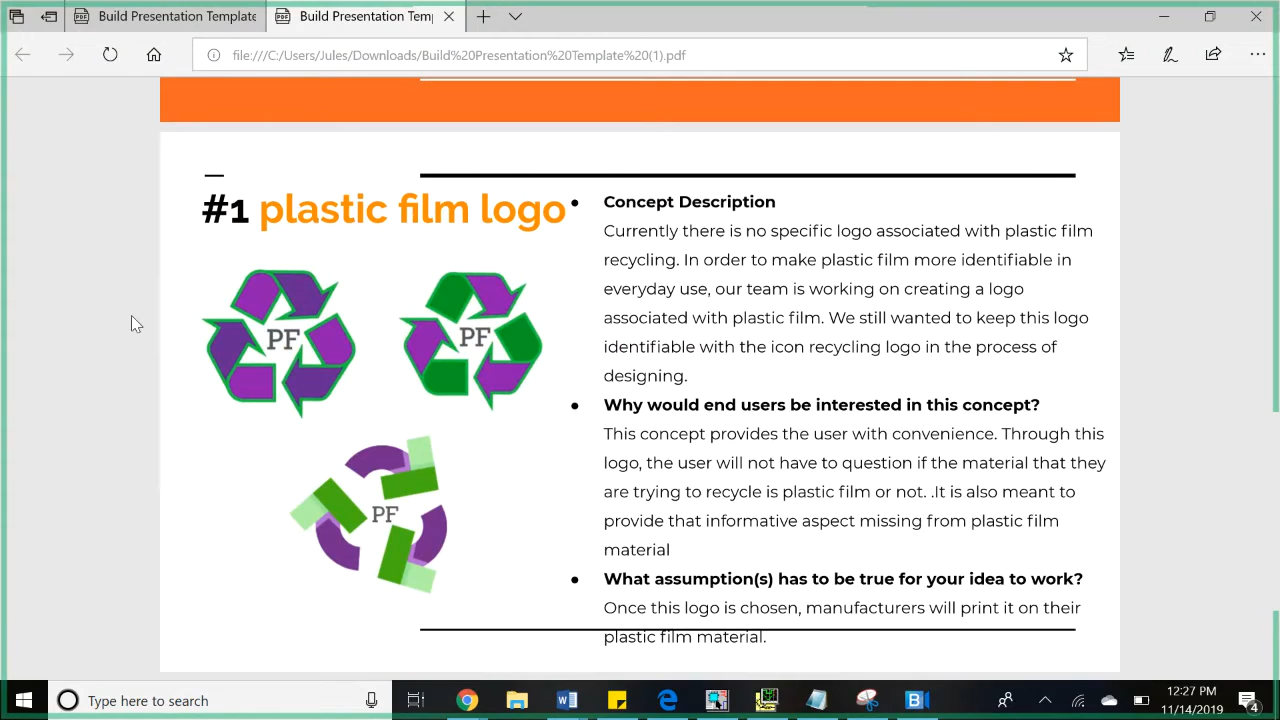 Build Presentation Template
Build Presentation Temp
file:///C:/Users/Jules/Downloads/Build%20Presentation%20Template%20(1).pdf
#1 plastic film logo
PF
PF
PF
• Concept Description
Currently there is no specific logo associated with plastic film
recycling. In order to make plastic film more identifiable in
everyday use, our team is working on creating a logo
associated with plastic film. We still wanted to keep this logo
identifiable with the icon recycling logo in the process of
designing.
• Why would end users be interested in this concept?
This concept provides the user with convenience. Through this
logo, the user will not have to question if the material that they
are trying to recycle is plastic film or not. .It is also meant to
provide that informative aspect missing from plastic film
material
• What assumption(s) has to be true for your idea to work?
Once this logo is chosen, manufacturers will print it on their
plastic film material.
Type here to search
12:27 PM
11/14/2019
4